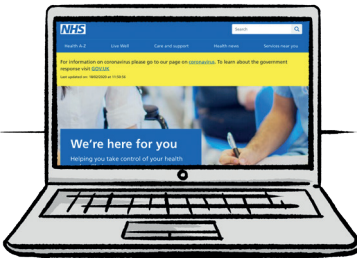 NHS
Search
Health A-Z Live Well Care and support Health news Services near you
For information on coronavirus please go to our page on coronavirus. To learn about the government
response visit GOV.UK
We're here for you
Helping you take control of your health